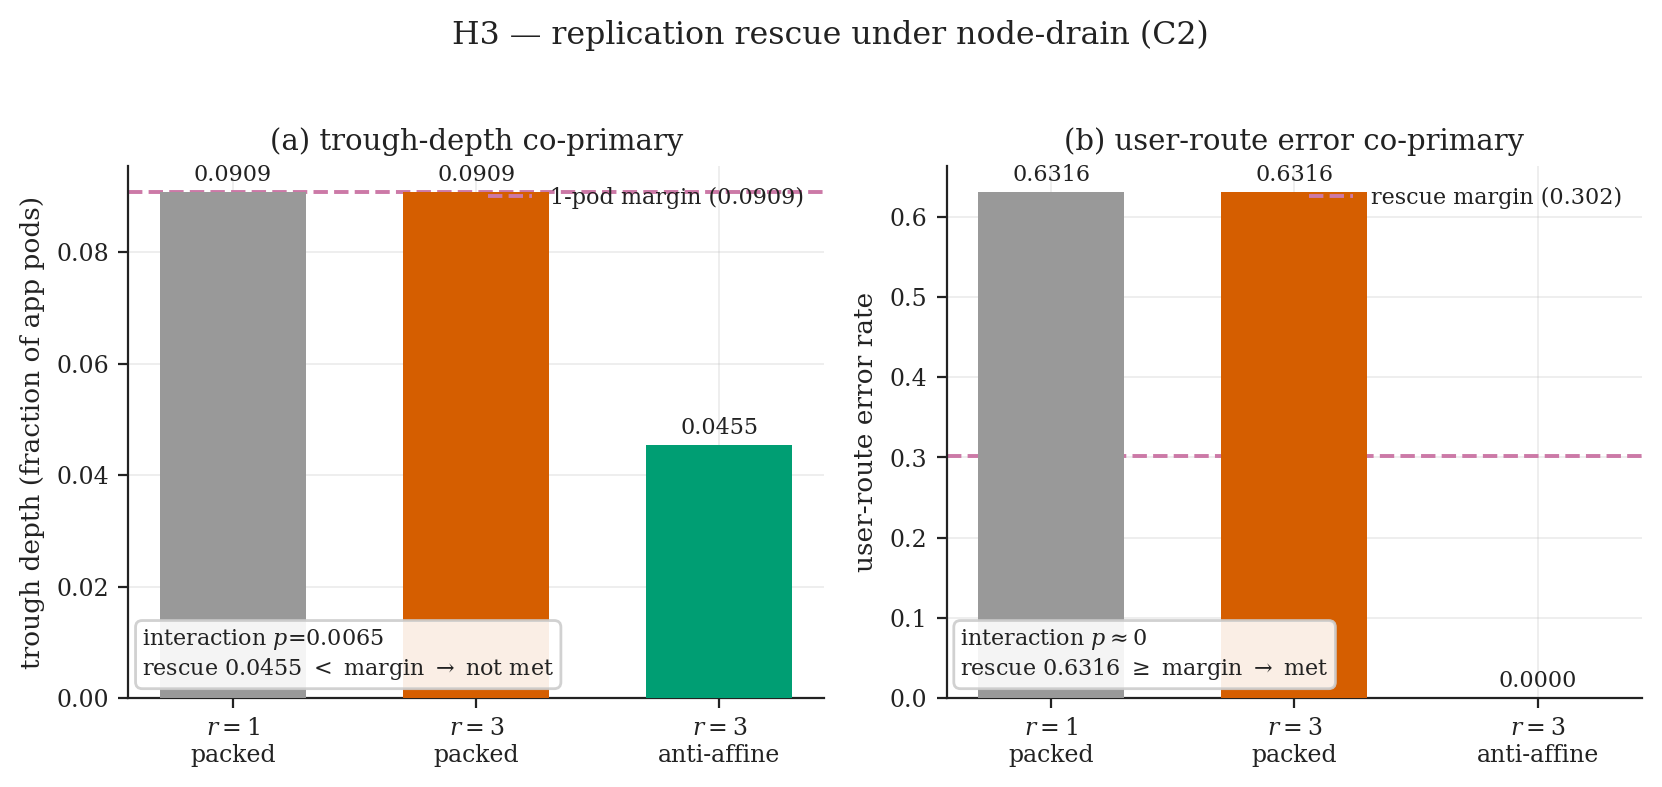 H3 — replication rescue under node-drain (C2)
(a) trough-depth co-primary
trough depth (fraction of app pods)
0.08
0.06
0.04
0.02
0.00
0.0909
0.0909
0.0455
1-pod margin (0.0909)
interaction p=0.0065
rescue 0.0455 < margin → not met
r = 1
packed
r = 3
packed
r = 3
anti-affine
(b) user-route error co-primary
user-route error rate
0.6
0.5
0.4
0.3
0.2
0.1
0.0
0.6316
0.6316
0.0000
rescue margin (0.302)
interaction p ≈ 0
rescue 0.6316 ≥ margin → met
r = 1
packed
r = 3
packed
r = 3
anti-affine